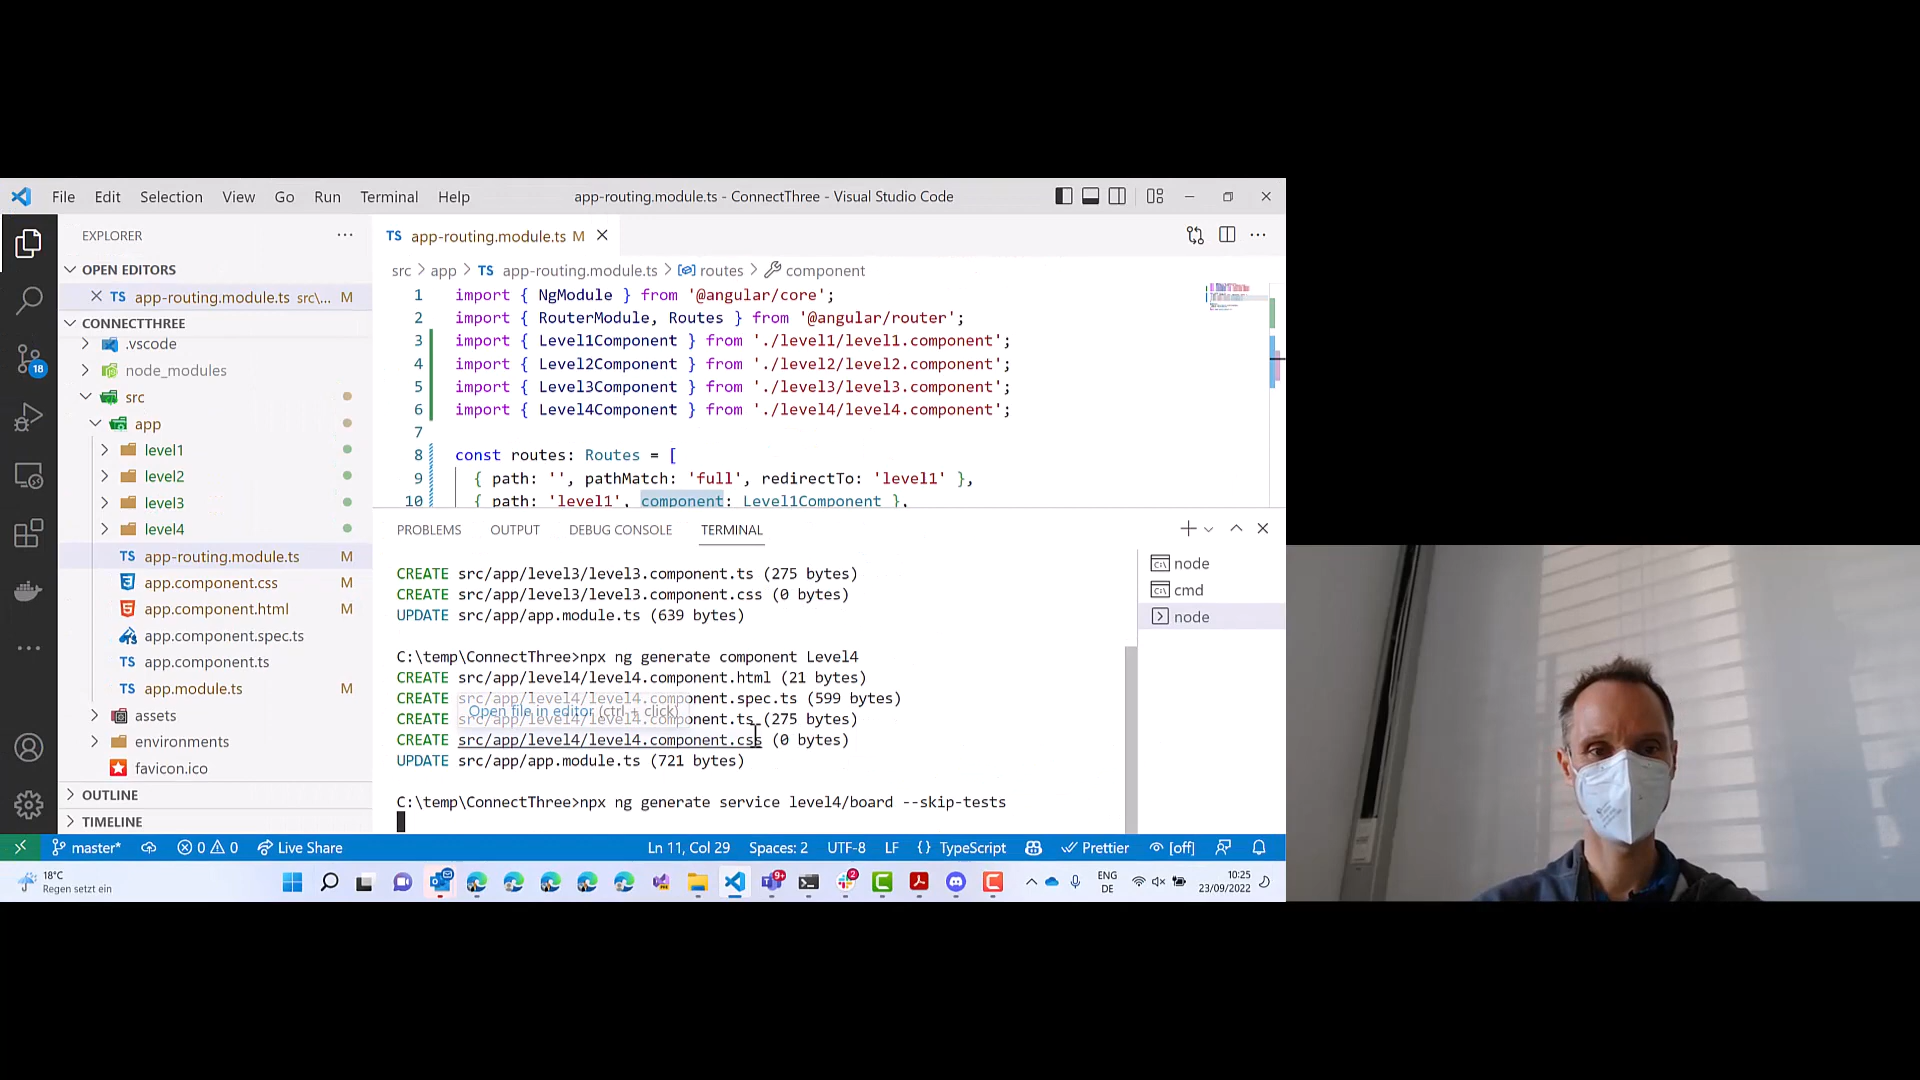 File Edit Selection View Go Run Terminal Help app-routing.module.ts - ConnectThree - Visual Studio Code
EXPLORER
OPEN EDITORS
TS app-routing.module.ts src\... M
CONNECTTHREE
.vscode
node_modules
src
app
level1
level2
level3
level4
TS app-routing.module.ts M
app.component.css M
app.component.html M
app.component.spec.ts
TS app.component.ts
TS app.module.ts M
assets
environments
favicon.ico
OUTLINE
TIMELINE
18
TS app-routing.module.ts M
src > app > TS app-routing.module.ts > routes > component
1 import { NgModule } from '@angular/core';
2 import { RouterModule, Routes } from '@angular/router';
3 import { Level1Component } from './level1/level1.component';
4 import { Level2Component } from './level2/level2.component';
5 import { Level3Component } from './level3/level3.component';
6 import { Level4Component } from './level4/level4.component';
7
8 const routes: Routes = [
9 { path: '', pathMatch: 'full', redirectTo: 'level1' },
10 { path: 'level1', component: Level1Component },
PROBLEMS OUTPUT DEBUG CONSOLE TERMINAL
CREATE src/app/level3/level3.component.ts (275 bytes)
CREATE src/app/level3/level3.component.css (0 bytes)
UPDATE src/app/app.module.ts (639 bytes)
C:\temp\ConnectThree>npx ng generate component Level4
CREATE src/app/level4/level4.component.html (21 bytes)
CREATE src/app/level4/level4.component.spec.ts (599 bytes)
Open file in editor (ctrl + click)
CREATE src/app/level4/level4.component.ts (275 bytes)
CREATE src/app/level4/level4.component.css (0 bytes)
UPDATE src/app/app.module.ts (721 bytes)
C:\temp\ConnectThree>npx ng generate service level4/board --skip-tests
node
cmd
node
master* 0 0 Live Share Ln 11, Col 29 Spaces: 2 UTF-8 LF {} TypeScript Prettier [off]
18°C
Regen setzt ein
9+
2
ENG
DE
10:25
23/09/2022